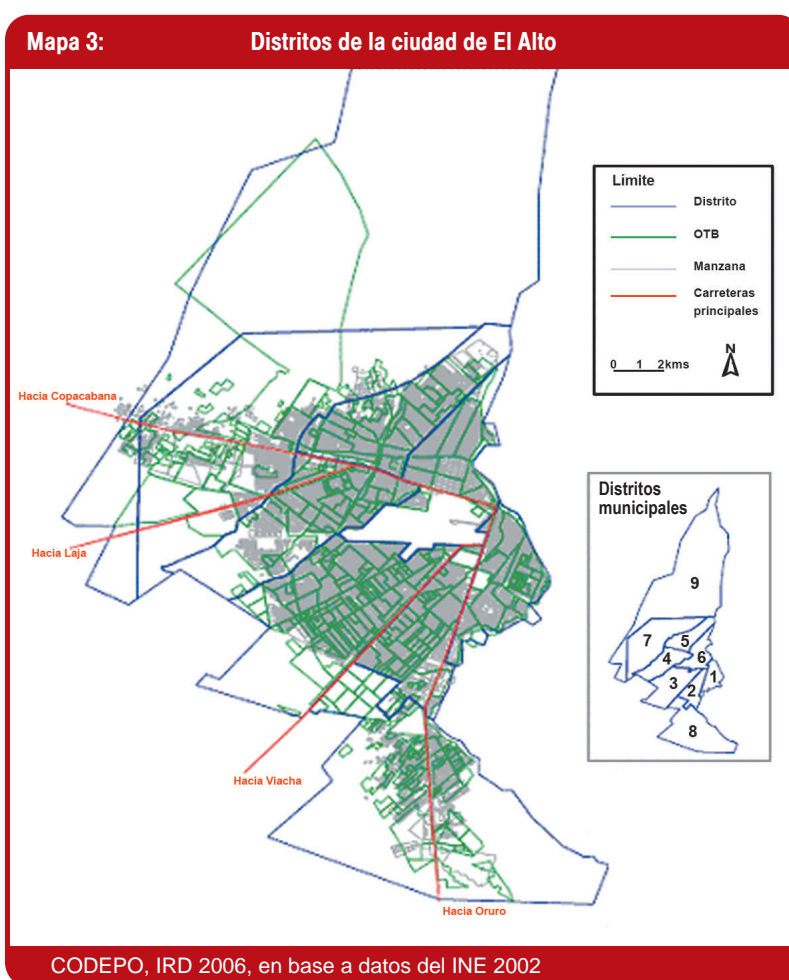 Mapa 3: Distritos de la ciudad de El Alto
Límite
Distrito
OTB
Manzana
Carreteras
principales
0 1 2kms
N
Hacia Copacabana
Hacia Laja
Hacia Viacha
Hacia Oruro
Distritos
municipales
9
7
5
4
6
3
2
1
8
CODEPO, IRD 2006, en base a datos del INE 2002